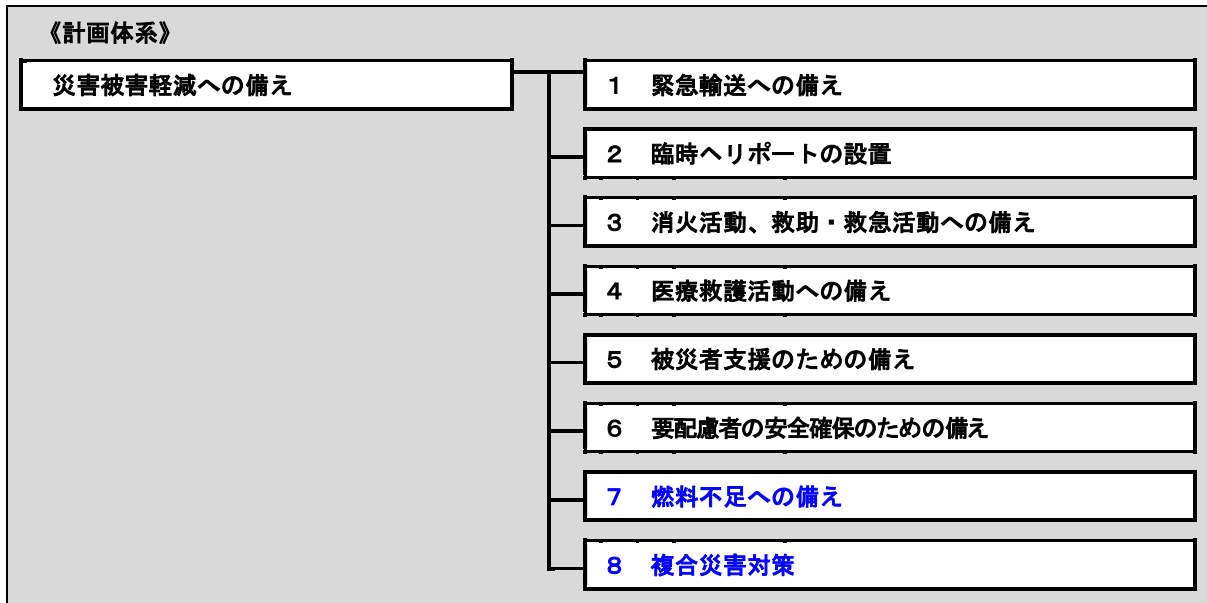 《計画体系》
災害被害軽減への備え
１　緊急輸送への備え
２　臨時ヘリポートの設置
３　消火活動、救助・救急活動への備え
４　医療救護活動への備え
５　被災者支援のための備え
６　要配慮者の安全確保のための備え
７　燃料不足への備え
８　複合災害対策